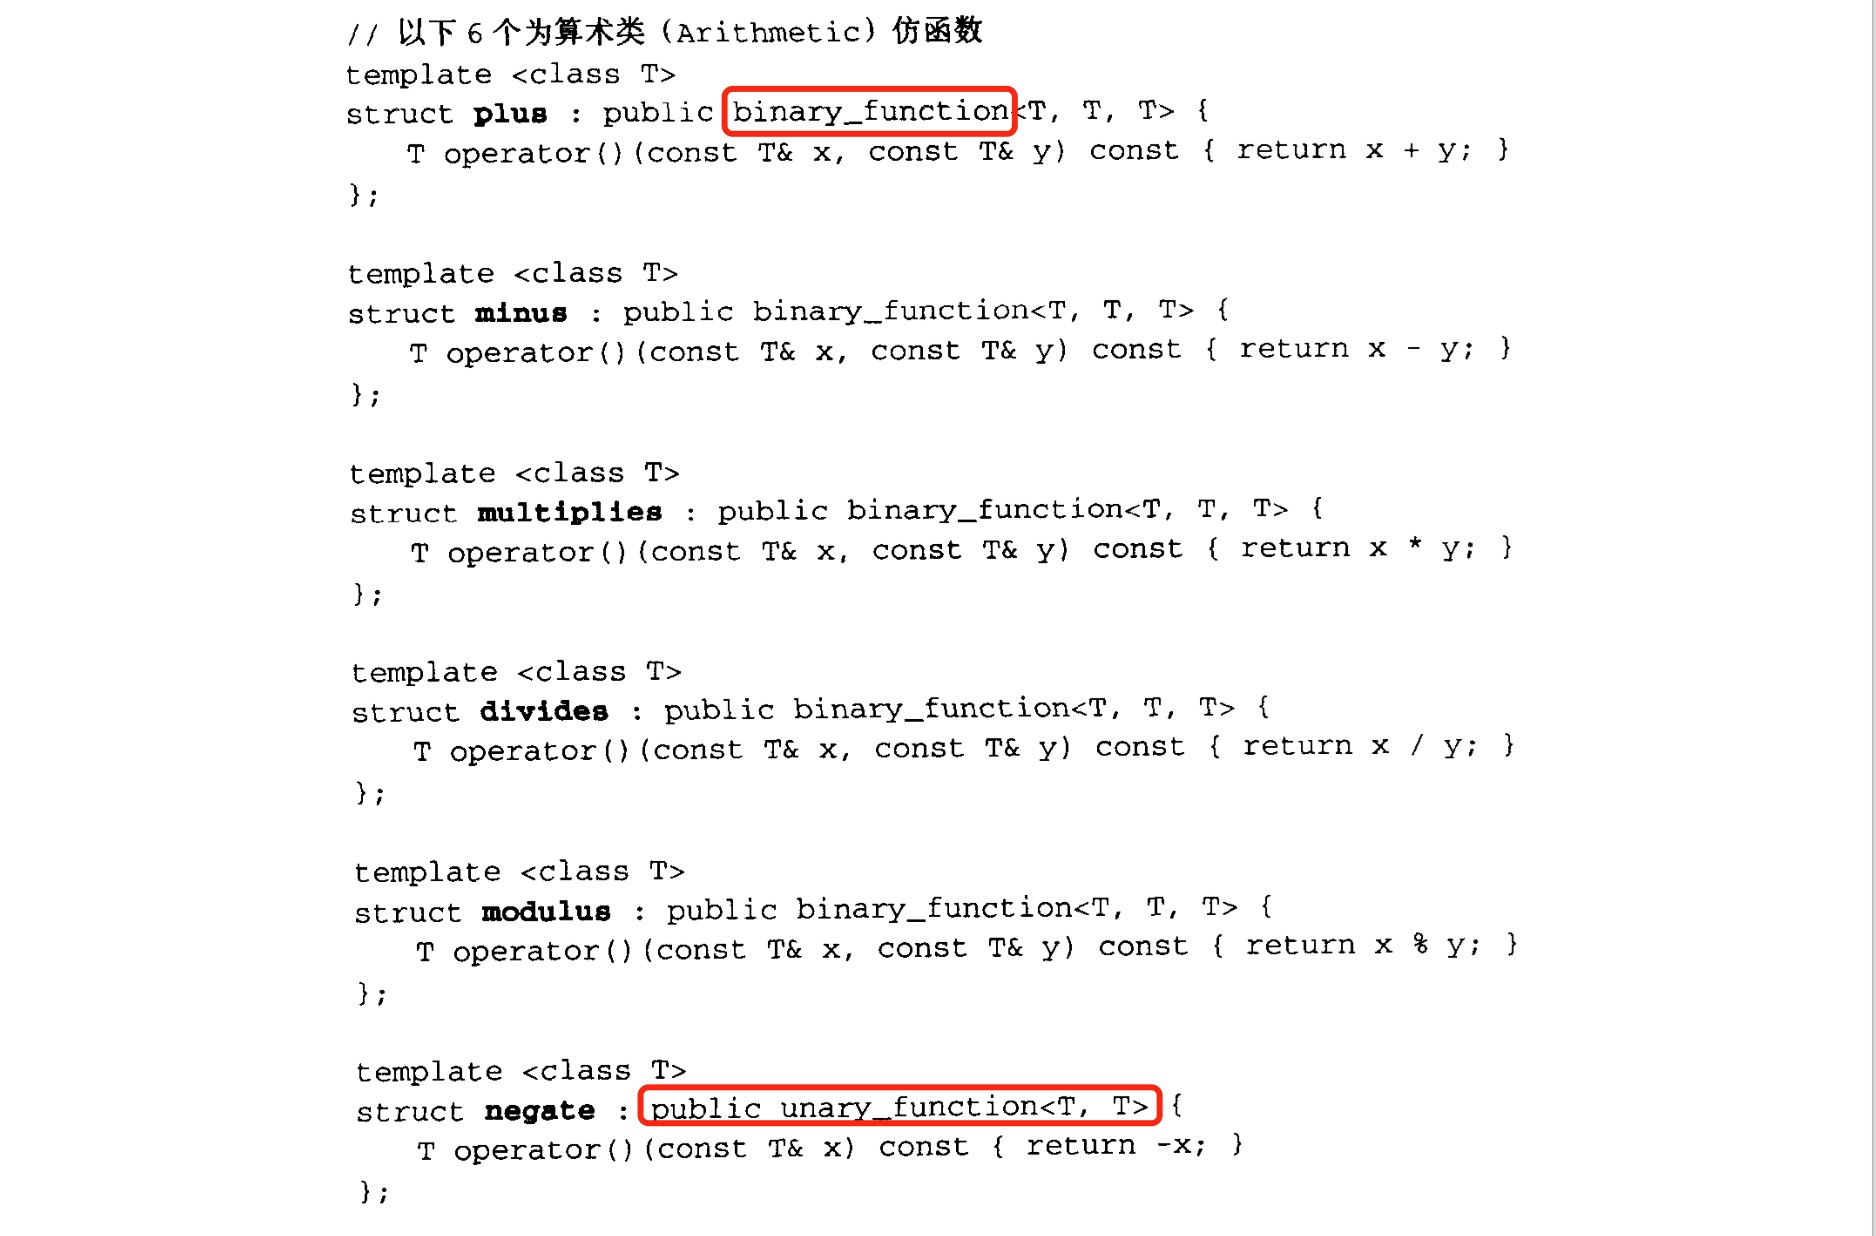 // 以下 6 个为算术类 (Arithmetic) 仿函数
template <class T>
struct plus : public binary_function<T, T, T> {
    T operator()(const T& x, const T& y) const { return x + y; }
};

template <class T>
struct minus : public binary_function<T, T, T> {
    T operator()(const T& x, const T& y) const { return x - y; }
};

template <class T>
struct multiplies : public binary_function<T, T, T> {
    T operator()(const T& x, const T& y) const { return x * y; }
};

template <class T>
struct divides : public binary_function<T, T, T> {
    T operator()(const T& x, const T& y) const { return x / y; }
};

template <class T>
struct modulus : public binary_function<T, T, T> {
    T operator()(const T& x, const T& y) const { return x % y; }
};

template <class T>
struct negate : public unary_function<T, T> {
    T operator()(const T& x) const { return -x; }
};